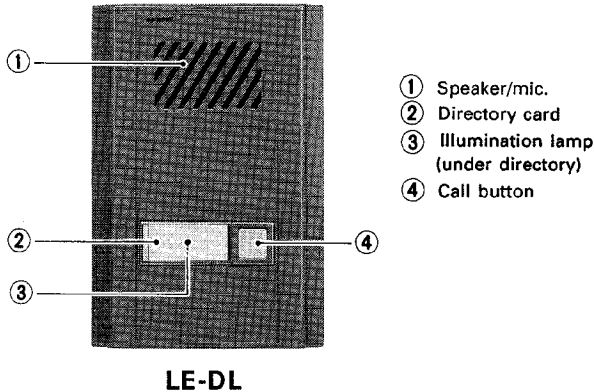 ① Speaker/mic.
② Directory card
③ Illumination lamp
(under directory)
④ Call button
①
②
③
④
LE-DL